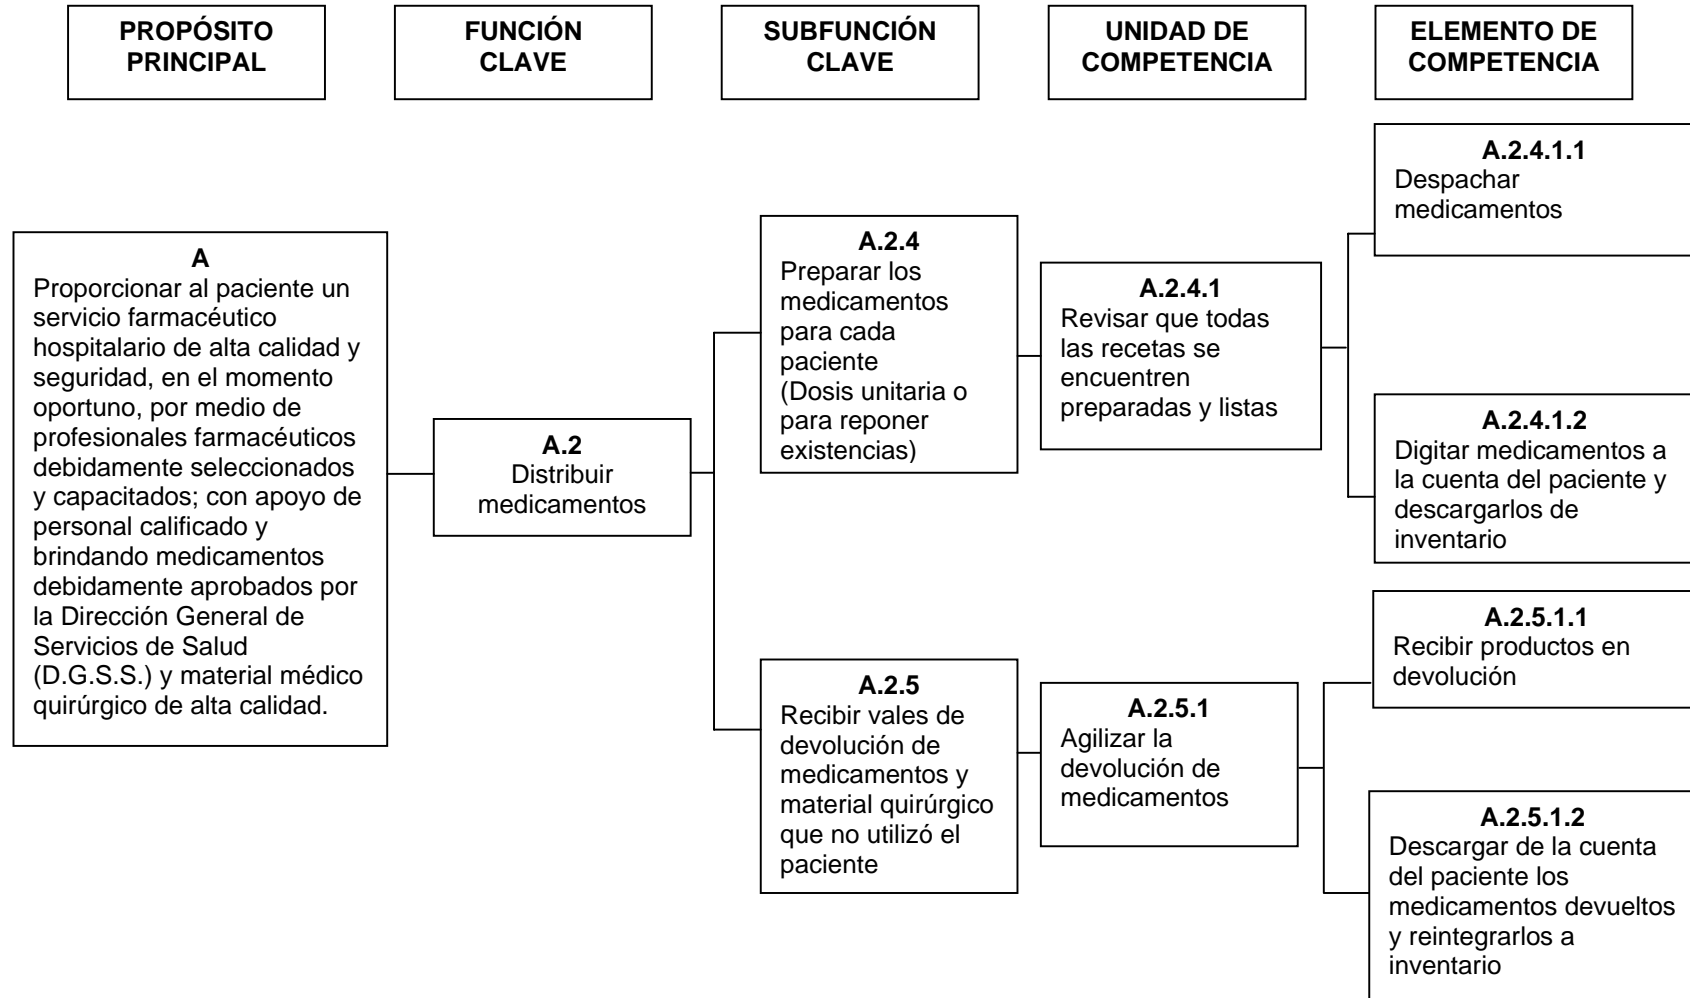 PROPÓSITO
PRINCIPAL
FUNCIÓN
CLAVE
SUBFUNCIÓN
CLAVE
UNIDAD DE
COMPETENCIA
ELEMENTO DE
COMPETENCIA
A
Proporcionar al paciente un
servicio farmacéutico
hospitalario de alta calidad y
seguridad, en el momento
oportuno, por medio de
profesionales farmacéuticos
debidamente seleccionados
y capacitados; con apoyo de
personal calificado y
brindando medicamentos
debidamente aprobados por
la Dirección General de
Servicios de Salud
(D.G.S.S.) y material médico
quirúrgico de alta calidad.
A.2
Distribuir
medicamentos
A.2.4
Preparar los
medicamentos
para cada
paciente
(Dosis unitaria o
para reponer
existencias)
A.2.4.1
Revisar que todas
las recetas se
encuentren
preparadas y listas
A.2.4.1.1
Despachar
medicamentos
A.2.4.1.2
Digitar medicamentos a
la cuenta del paciente y
descargarlos de
inventario
A.2.5
Recibir vales de
devolución de
medicamentos y
material quirúrgico
que no utilizó el
paciente
A.2.5.1
Agilizar la
devolución de
medicamentos
A.2.5.1.1
Recibir productos en
devolución
A.2.5.1.2
Descargar de la cuenta
del paciente los
medicamentos devueltos
y reintegrarlos a
inventario